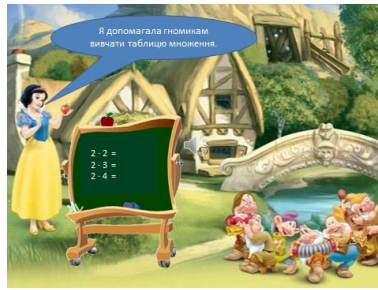 Я допомагала гномикам
вивчати таблицю множення.
2 · 2 =
2 · 3 =
2 · 4 =